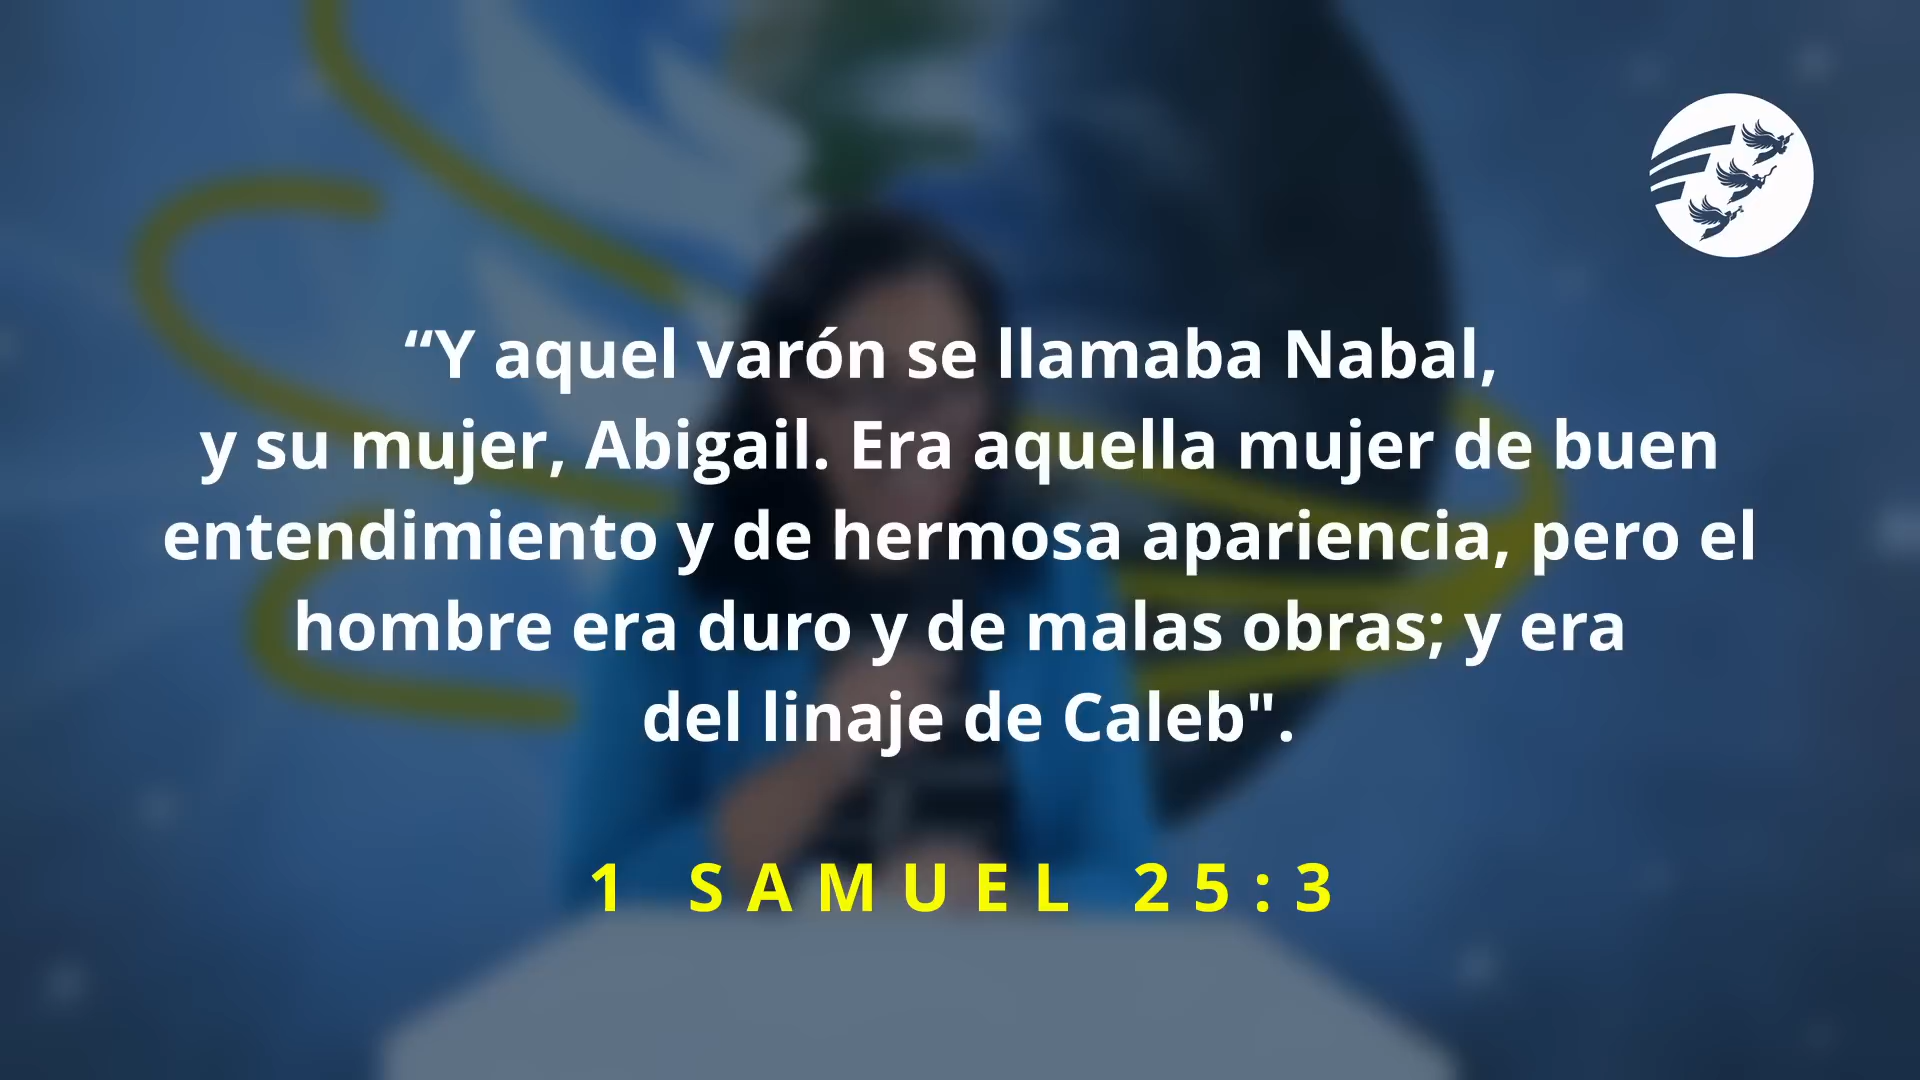 “Y aquel varón se llamaba Nabal,
y su mujer, Abigail. Era aquella mujer de buen
entendimiento y de hermosa apariencia, pero el
hombre era duro y de malas obras; y era
del linaje de Caleb".
1 SAMUEL 25:3